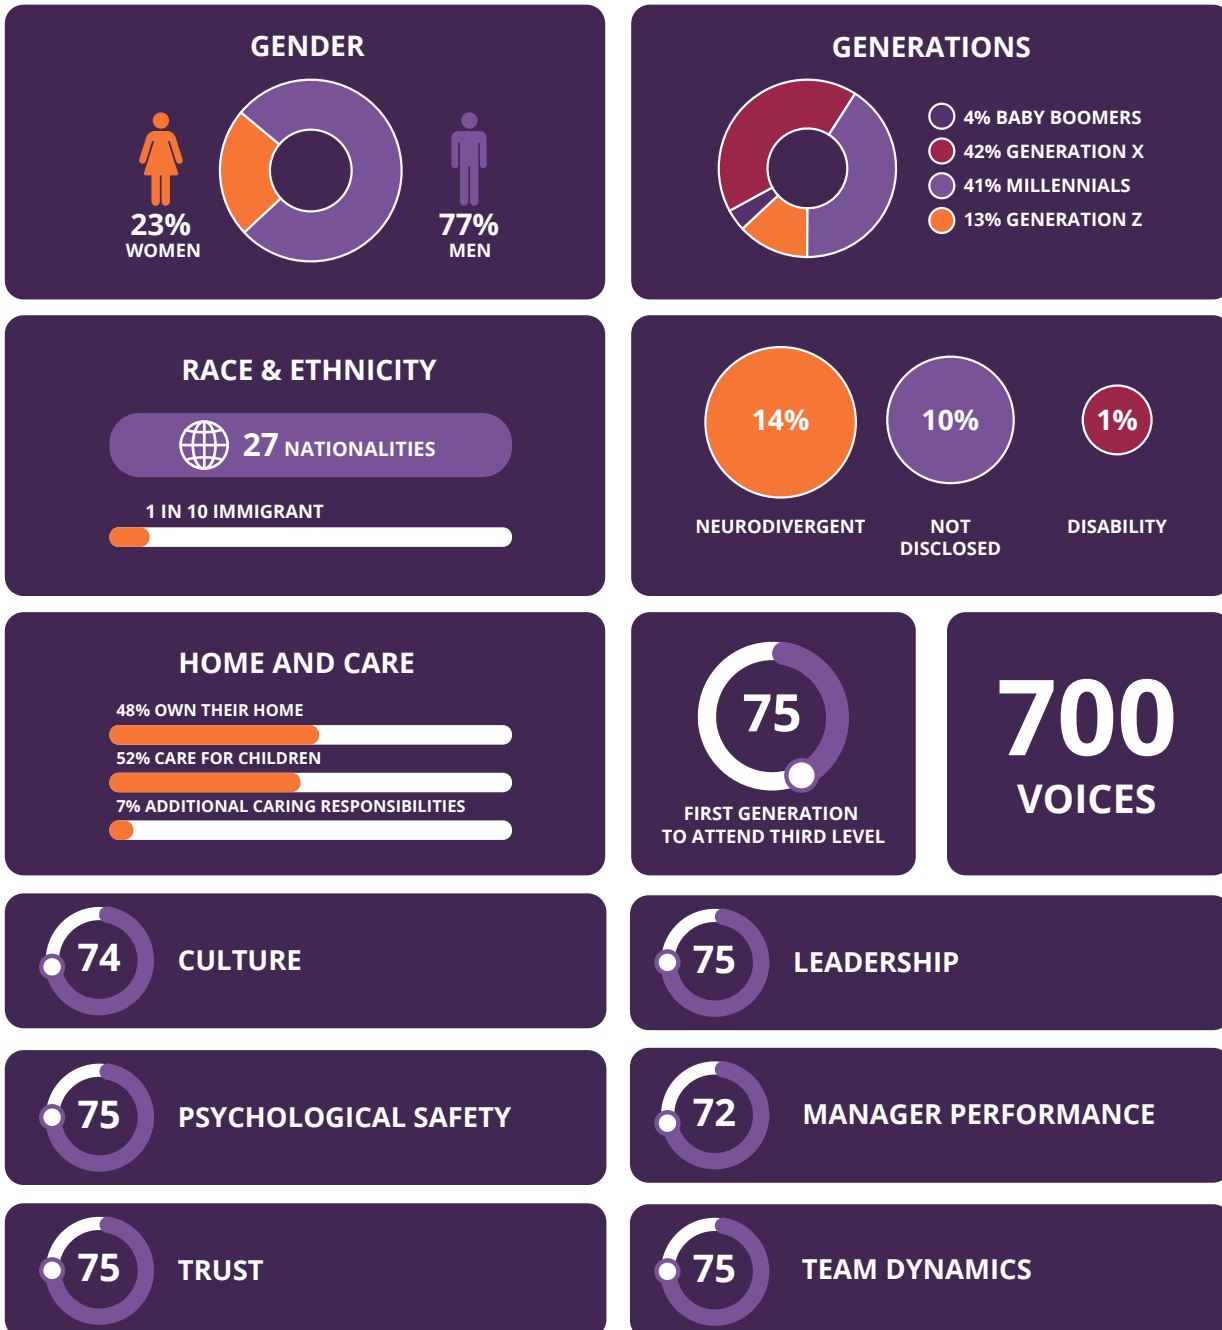 GENDER
23%
WOMEN
77%
MEN
GENERATIONS
4% BABY BOOMERS
42% GENERATION X
41% MILLENNIALS
13% GENERATION Z
RACE & ETHNICITY
27 NATIONALITIES
1 IN 10 IMMIGRANT
14%
NEURODIVERGENT
10%
NOT
DISCLOSED
1%
DISABILITY
HOME AND CARE
48% OWN THEIR HOME
52% CARE FOR CHILDREN
7% ADDITIONAL CARING RESPONSIBILITIES
75
FIRST GENERATION
TO ATTEND THIRD LEVEL
700
VOICES
74
CULTURE
75
LEADERSHIP
75
PSYCHOLOGICAL SAFETY
72
MANAGER PERFORMANCE
75
TRUST
75
TEAM DYNAMICS